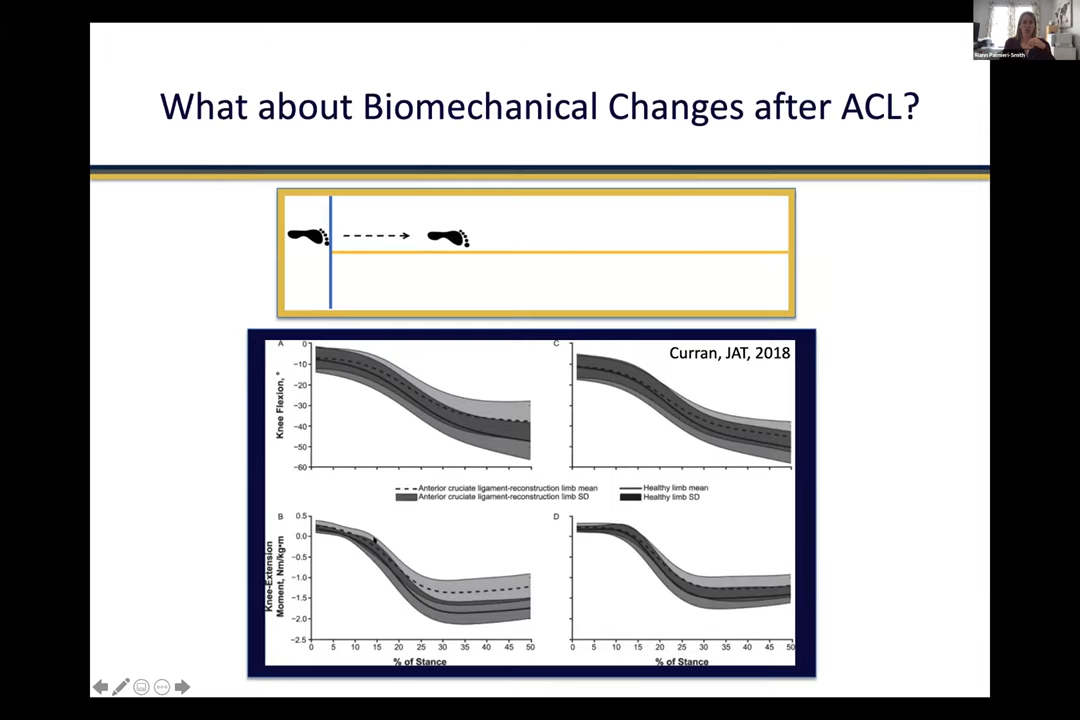 Riann Palmieri-Smith
What about Biomechanical Changes after ACL?
Curran, JAT, 2018
A
0
−10
−20
−30
−40
−50
−60
Knee Flexion, °
C
Anterior cruciate ligament-reconstruction limb mean
Healthy limb mean
Anterior cruciate ligament-reconstruction limb SD
Healthy limb SD
B
0.5
0.0
−0.5
−1.0
−1.5
−2.0
−2.5
Knee-Extension
Moment, Nm/kg•m
D
0 5 10 15 20 25 30 35 40 45 50
0 5 10 15 20 25 30 35 40 45 50
% of Stance
% of Stance